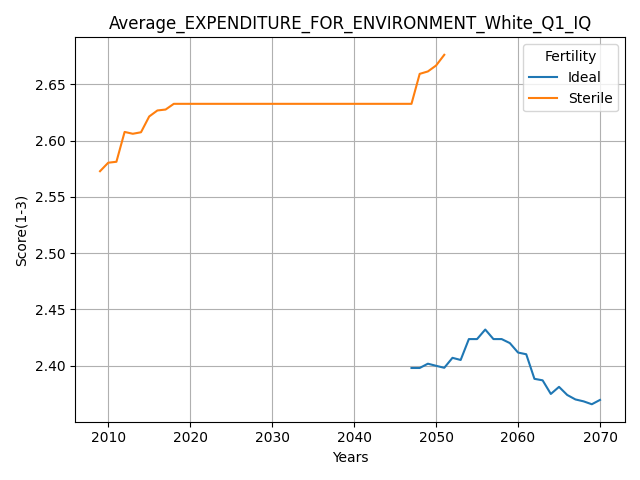 Average_EXPENDITURE_FOR_ENVIRONMENT_White_Q1_IQ
Fertility
Ideal
Sterile
Score(1-3)
2.65
2.60
2.55
2.50
2.45
2.40
2010 2020 2030 2040 2050 2060 2070
Years